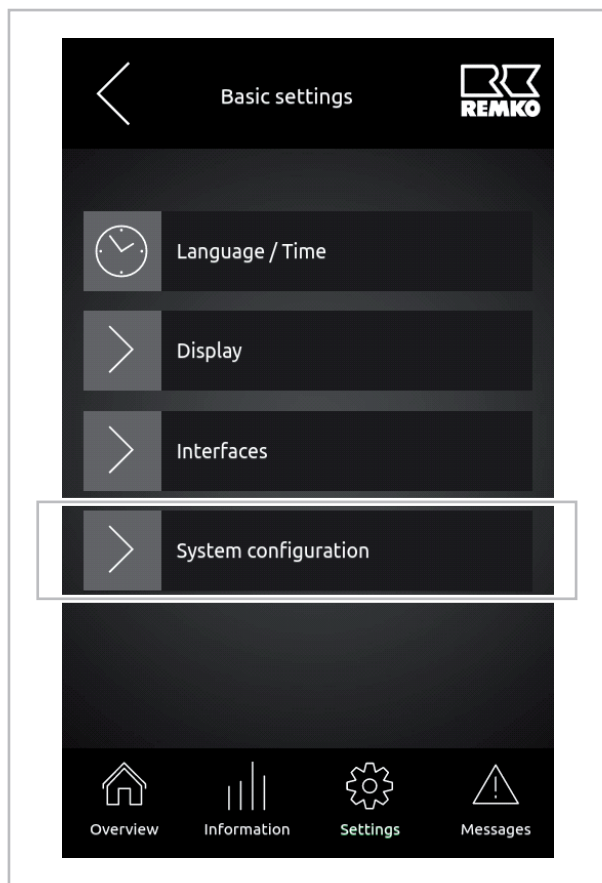 Basic settings
REMKO
Language / Time
Display
Interfaces
System configuration
Overview Information Settings Messages